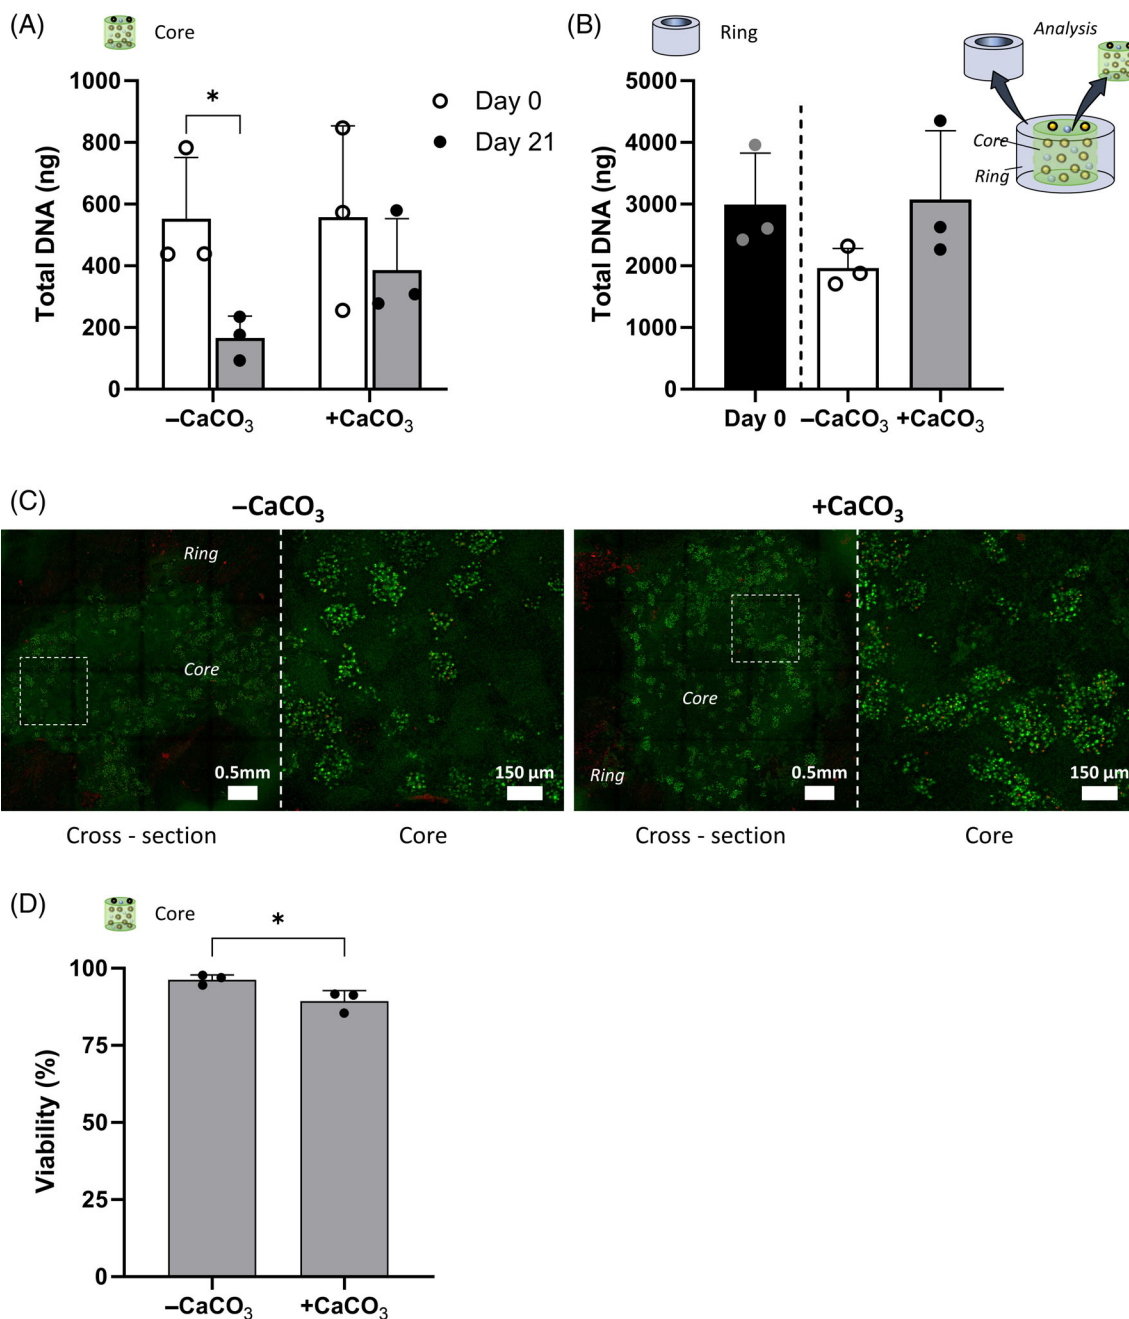 (A)
Core
Total DNA (ng)
1000
800
600
400
200
0
*
Day 0
Day 21
–CaCO₃
+CaCO₃
(B)
Ring
Analysis
Core
Ring
Total DNA (ng)
5000
4000
3000
2000
1000
0
Day 0
–CaCO₃
+CaCO₃
(C)
–CaCO₃
+CaCO₃
Ring
Core
0.5mm
150 µm
Core
Ring
0.5mm
150 µm
Cross - section
Core
Cross - section
Core
(D)
Core
*
Viability (%)
100
75
50
25
0
–CaCO₃
+CaCO₃